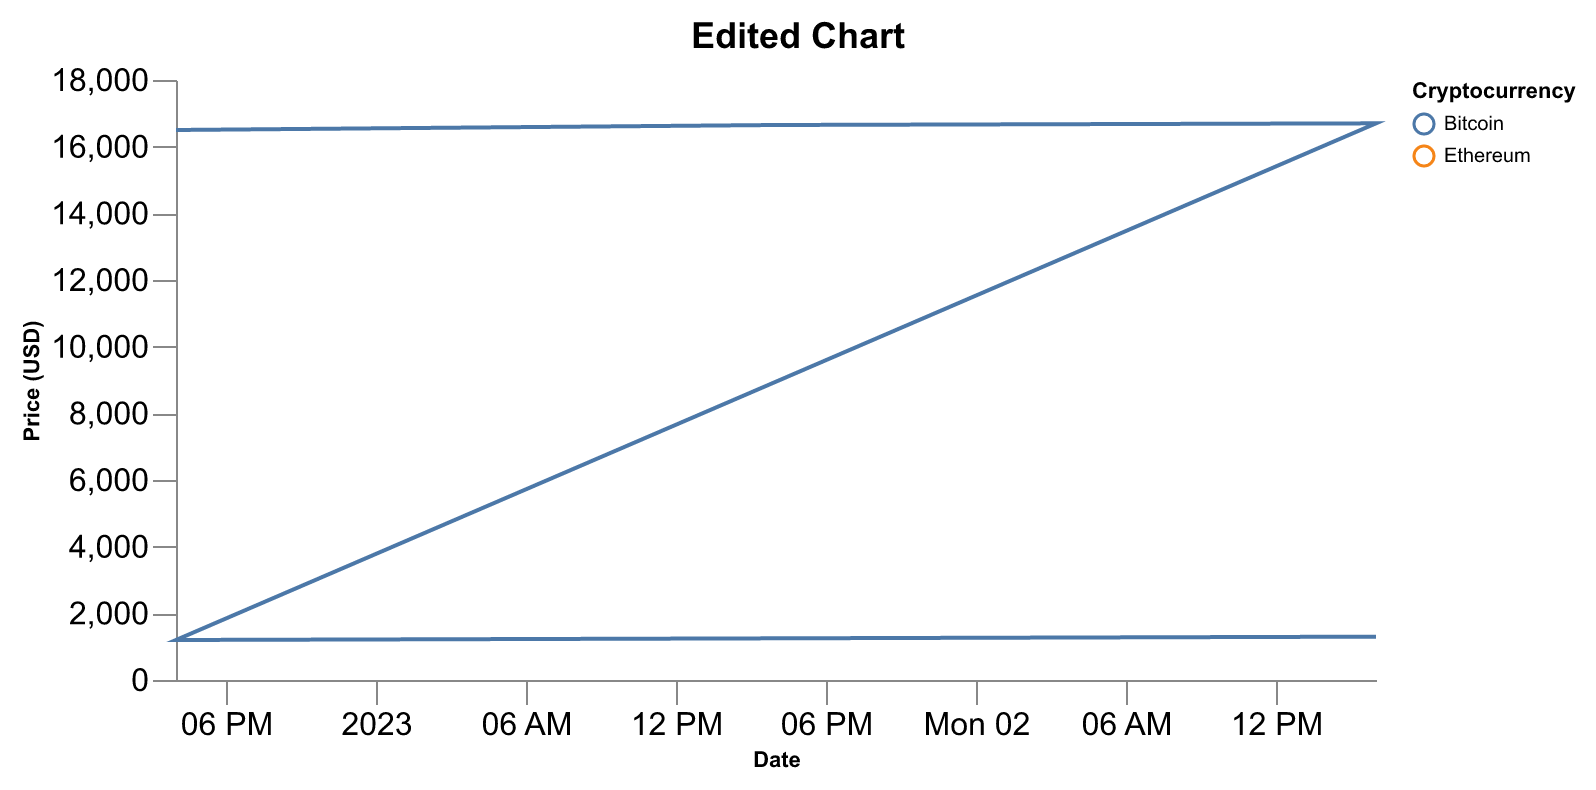 Edited Chart
18,000
16,000
14,000
12,000
10,000
8,000
6,000
4,000
2,000
0
Price (USD)
06 PM
2023
06 AM
12 PM
06 PM
Mon 02
06 AM
12 PM
Date
Cryptocurrency
Bitcoin
Ethereum